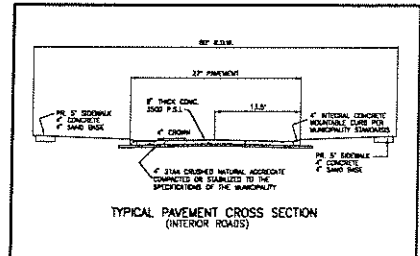 60' R.O.W.
27' PAVEMENT
PR. 5' SIDEWALK
4" CONCRETE
4" SAND BASE
8" THICK CONC.
3500 P.S.I.
13.5'
4" INTEGRAL CONCRETE
MOUNTABLE CURB PER
MUNICIPALITY STANDARDS
4" CROWN
4" 21AA CRUSHED NATURAL AGGREGATE
COMPACTED OR STABILIZED TO THE
SPECIFICATIONS OF THE MUNICIPALITY
PR. 5' SIDEWALK
4" CONCRETE
4" SAND BASE
TYPICAL PAVEMENT CROSS SECTION
(INTERIOR ROADS)